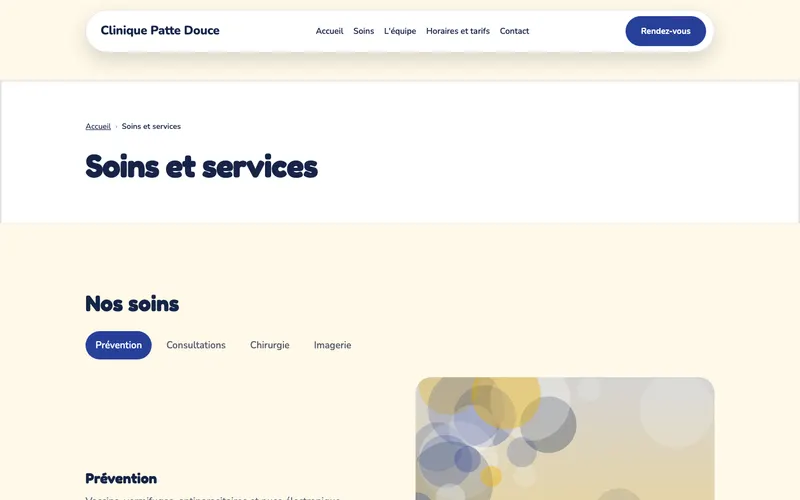 Clinique Patte Douce
Accueil Soins L'équipe Horaires et tarifs Contact
Rendez-vous
Accueil › Soins et services
Soins et services
Nos soins
Prévention Consultations Chirurgie Imagerie
Prévention